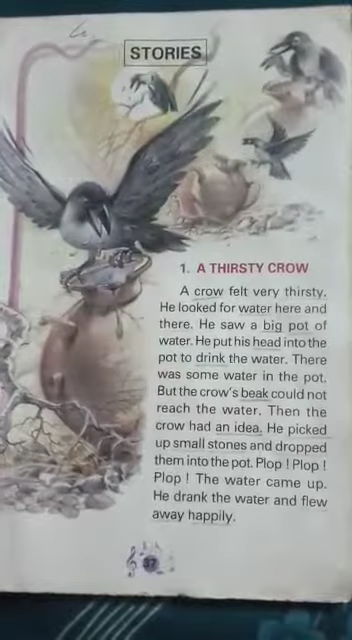 STORIES
1. A THIRSTY CROW
A crow felt very thirsty.
He looked for water here and
there. He saw a big pot of
water. He put his head into the
pot to drink the water. There
was some water in the pot.
But the crow's beak could not
reach the water. Then the
crow had an idea. He picked
up small stones and dropped
them into the pot. Plop ! Plop !
Plop ! The water came up.
He drank the water and flew
away happily.
37